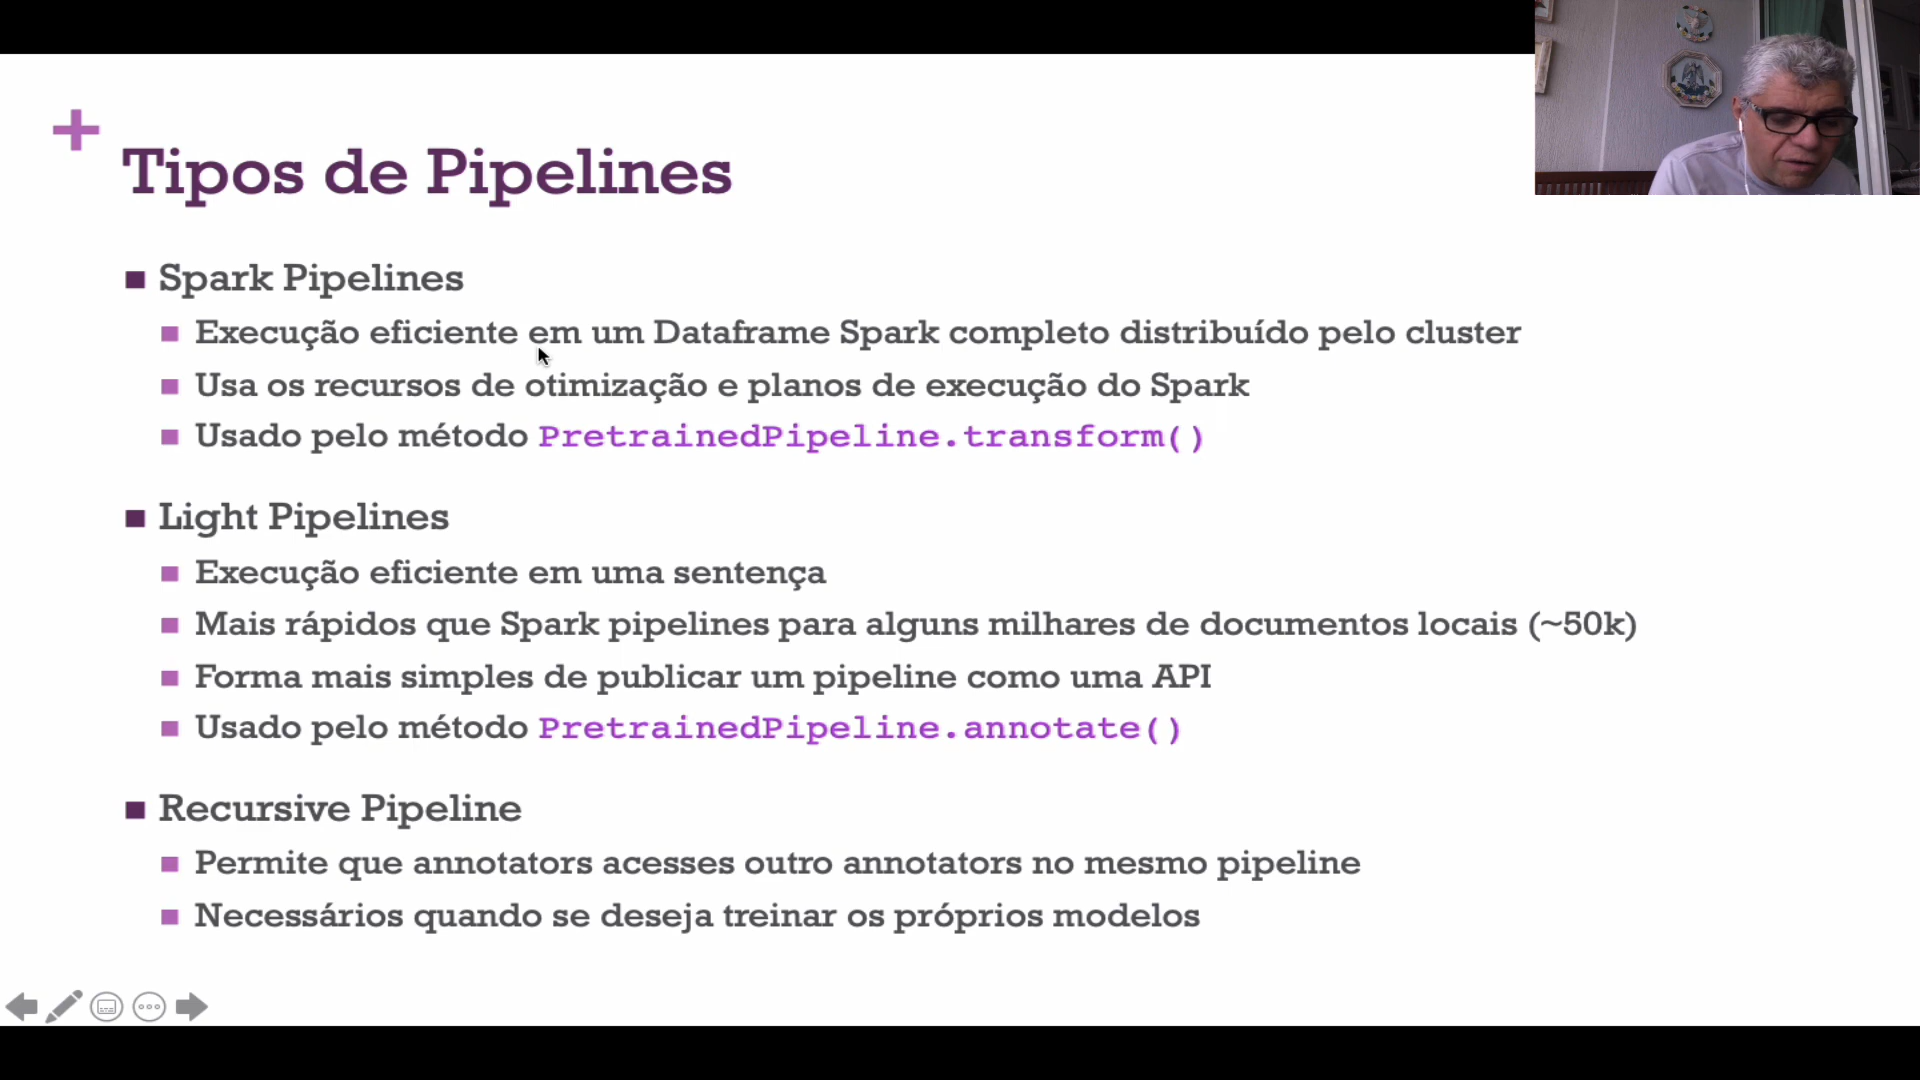 Tipos de Pipelines
Spark Pipelines
Execução eficiente em um Dataframe Spark completo distribuído pelo cluster
Usa os recursos de otimização e planos de execução do Spark
Usado pelo método PretrainedPipeline.transform()
Light Pipelines
Execução eficiente em uma sentença
Mais rápidos que Spark pipelines para alguns milhares de documentos locais (~50k)
Forma mais simples de publicar um pipeline como uma API
Usado pelo método PretrainedPipeline.annotate()
Recursive Pipeline
Permite que annotators acesses outro annotators no mesmo pipeline
Necessários quando se deseja treinar os próprios modelos